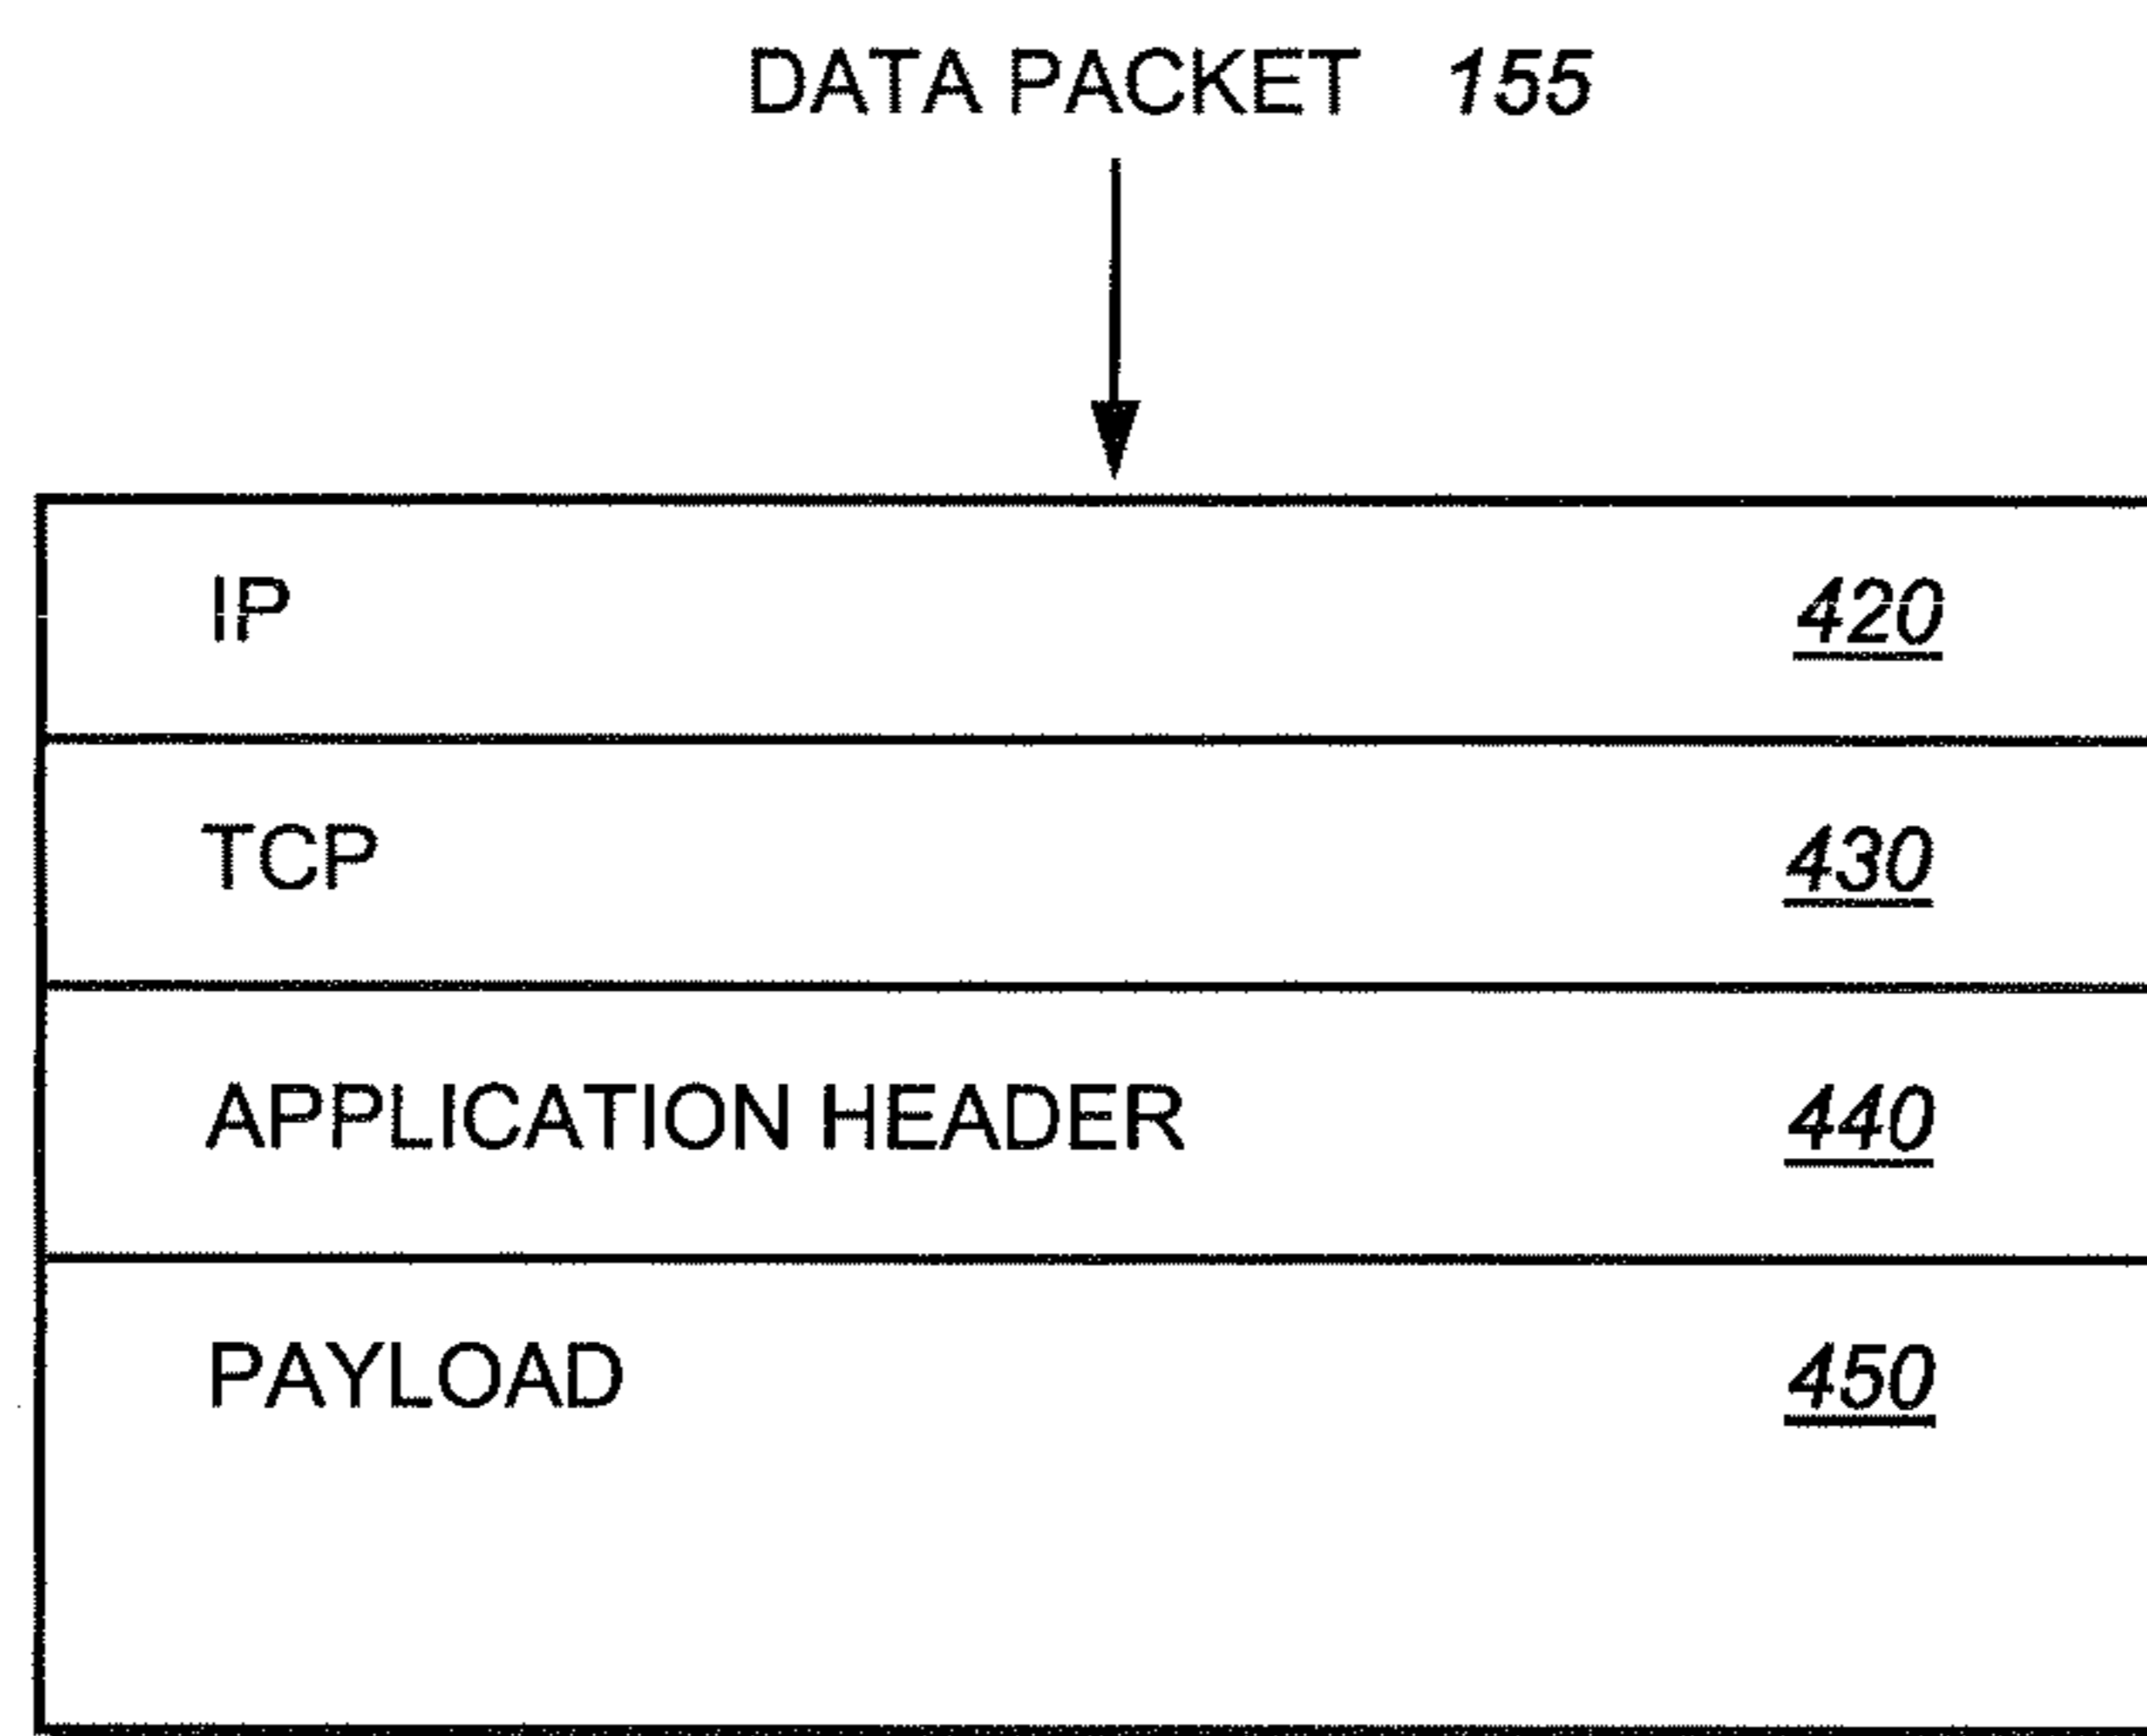 DATA PACKET 155
IP 420
TCP 430
APPLICATION HEADER 440
PAYLOAD 450